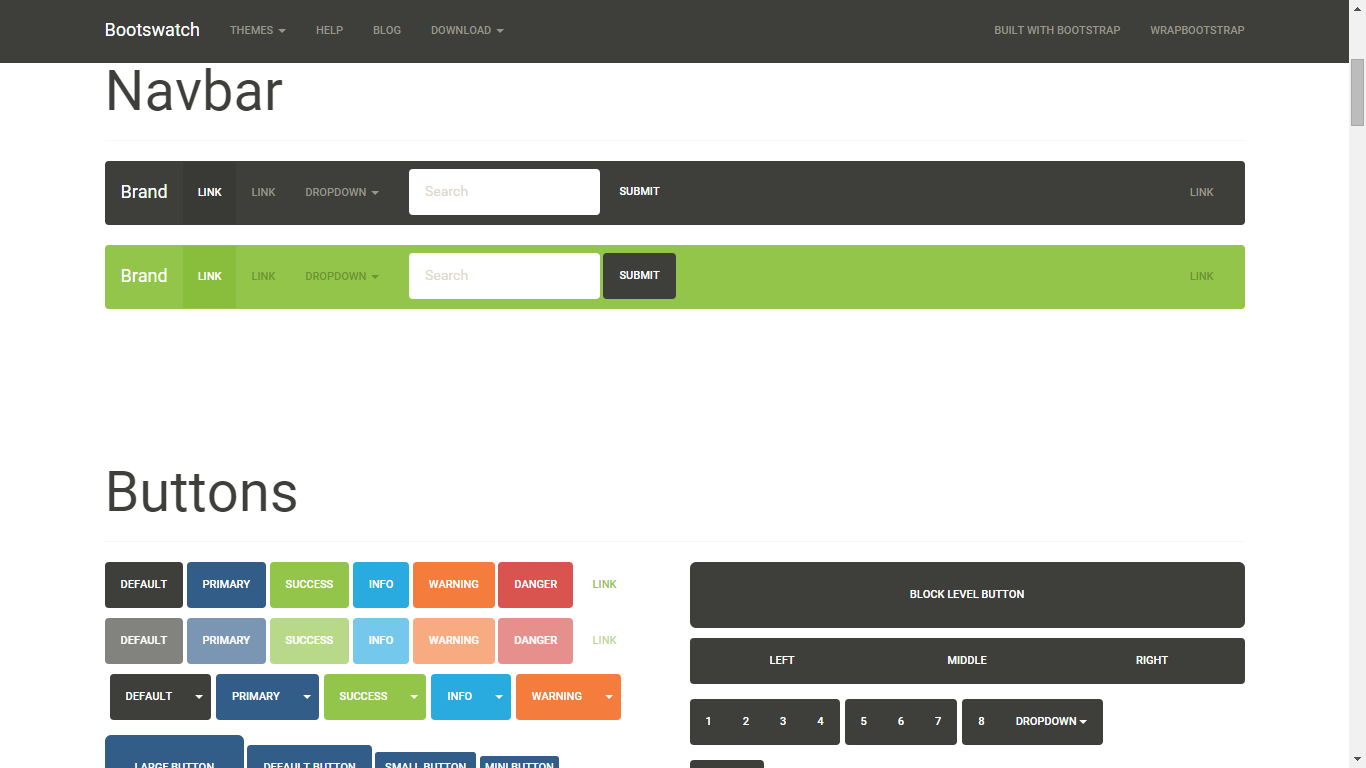 Bootswatch THEMES HELP BLOG DOWNLOAD BUILT WITH BOOTSTRAP WRAPBOOTSTRAP
Navbar
Brand LINK LINK DROPDOWN Search SUBMIT LINK
Brand LINK LINK DROPDOWN Search SUBMIT LINK
Buttons
DEFAULT PRIMARY SUCCESS INFO WARNING DANGER LINK
DEFAULT PRIMARY SUCCESS INFO WARNING DANGER LINK
DEFAULT PRIMARY SUCCESS INFO WARNING
LARGE BUTTON DEFAULT BUTTON SMALL BUTTON MINI BUTTON
BLOCK LEVEL BUTTON
LEFT MIDDLE RIGHT
1 2 3 4 5 6 7 8 DROPDOWN